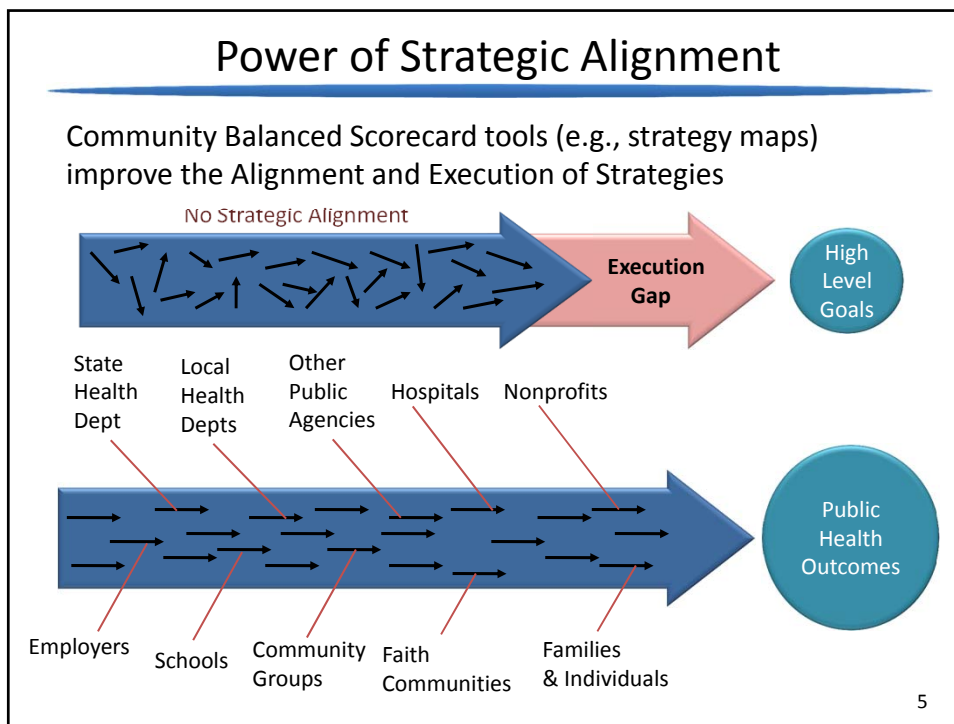 Power of Strategic Alignment
Community Balanced Scorecard tools (e.g., strategy maps)
improve the Alignment and Execution of Strategies
No Strategic Alignment
Execution
Gap
High
Level
Goals
State
Health
Dept
Local
Health
Depts
Other
Public
Agencies
Hospitals
Nonprofits
Public
Health
Outcomes
Employers
Schools
Community
Groups
Faith
Communities
Families
& Individuals
5